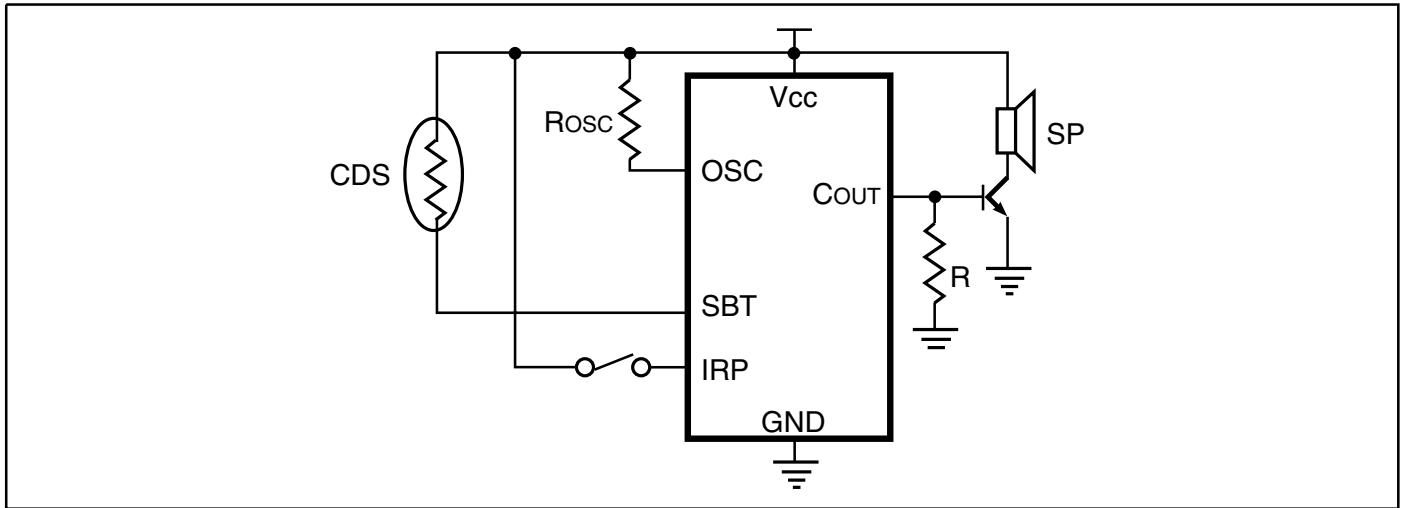 Vcc
ROSC
SP
CDS
OSC
COUT
R
SBT
IRP
GND